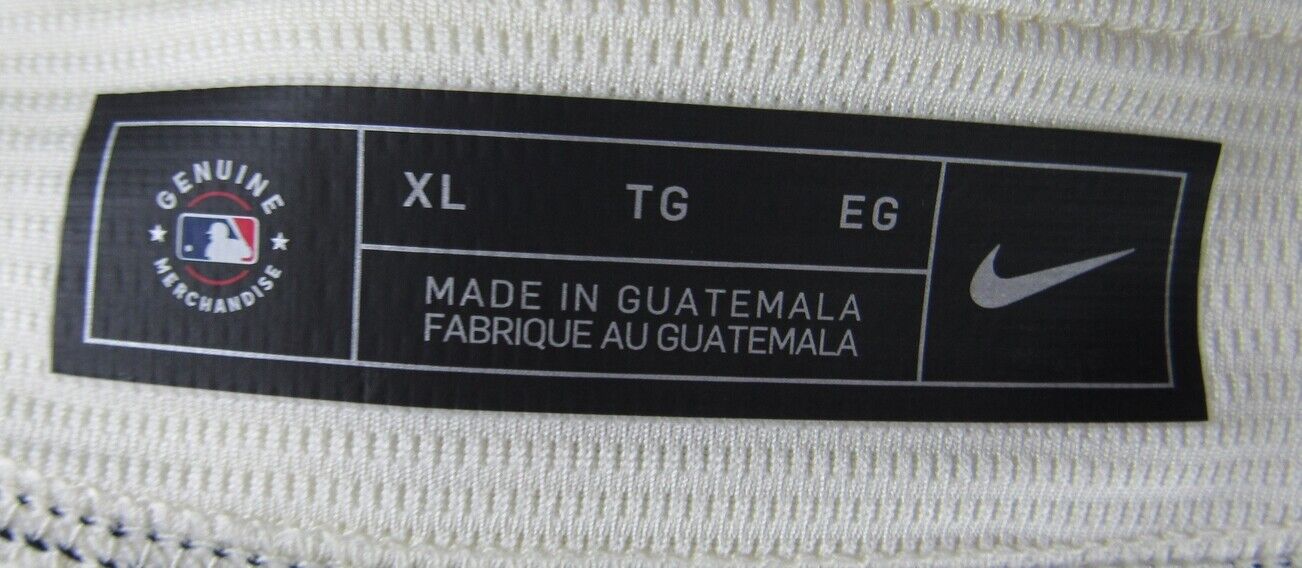 GENUINE
MERCHANDISE
XL TG EG
MADE IN GUATEMALA
FABRIQUE AU GUATEMALA